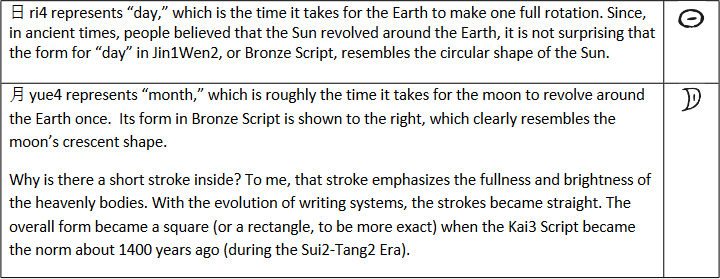 日 ri4 represents “day,” which is the time it takes for the Earth to make one full rotation. Since,
in ancient times, people believed that the Sun revolved around the Earth, it is not surprising that
the form for “day” in Jin1Wen2, or Bronze Script, resembles the circular shape of the Sun.
月 yue4 represents “month,” which is roughly the time it takes for the moon to revolve around
the Earth once.  Its form in Bronze Script is shown to the right, which clearly resembles the
moon’s crescent shape.
Why is there a short stroke inside? To me, that stroke emphasizes the fullness and brightness of
the heavenly bodies. With the evolution of writing systems, the strokes became straight. The
overall form became a square (or a rectangle, to be more exact) when the Kai3 Script became
the norm about 1400 years ago (during the Sui2-Tang2 Era).